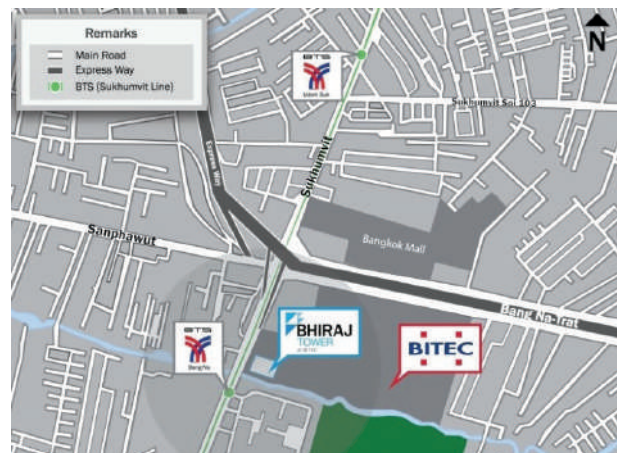 Remarks
Main Road
Express Way
BTS (Sukhumvit Line)
N
BTS
Udom Suk
Sukhumvit Soi 103
Express Way
Sukhumvit
Sanphawut
Bangkok Mall
Bang Na-Trat
BTS
Bang Na
BHIRAJ
TOWER
BITEC